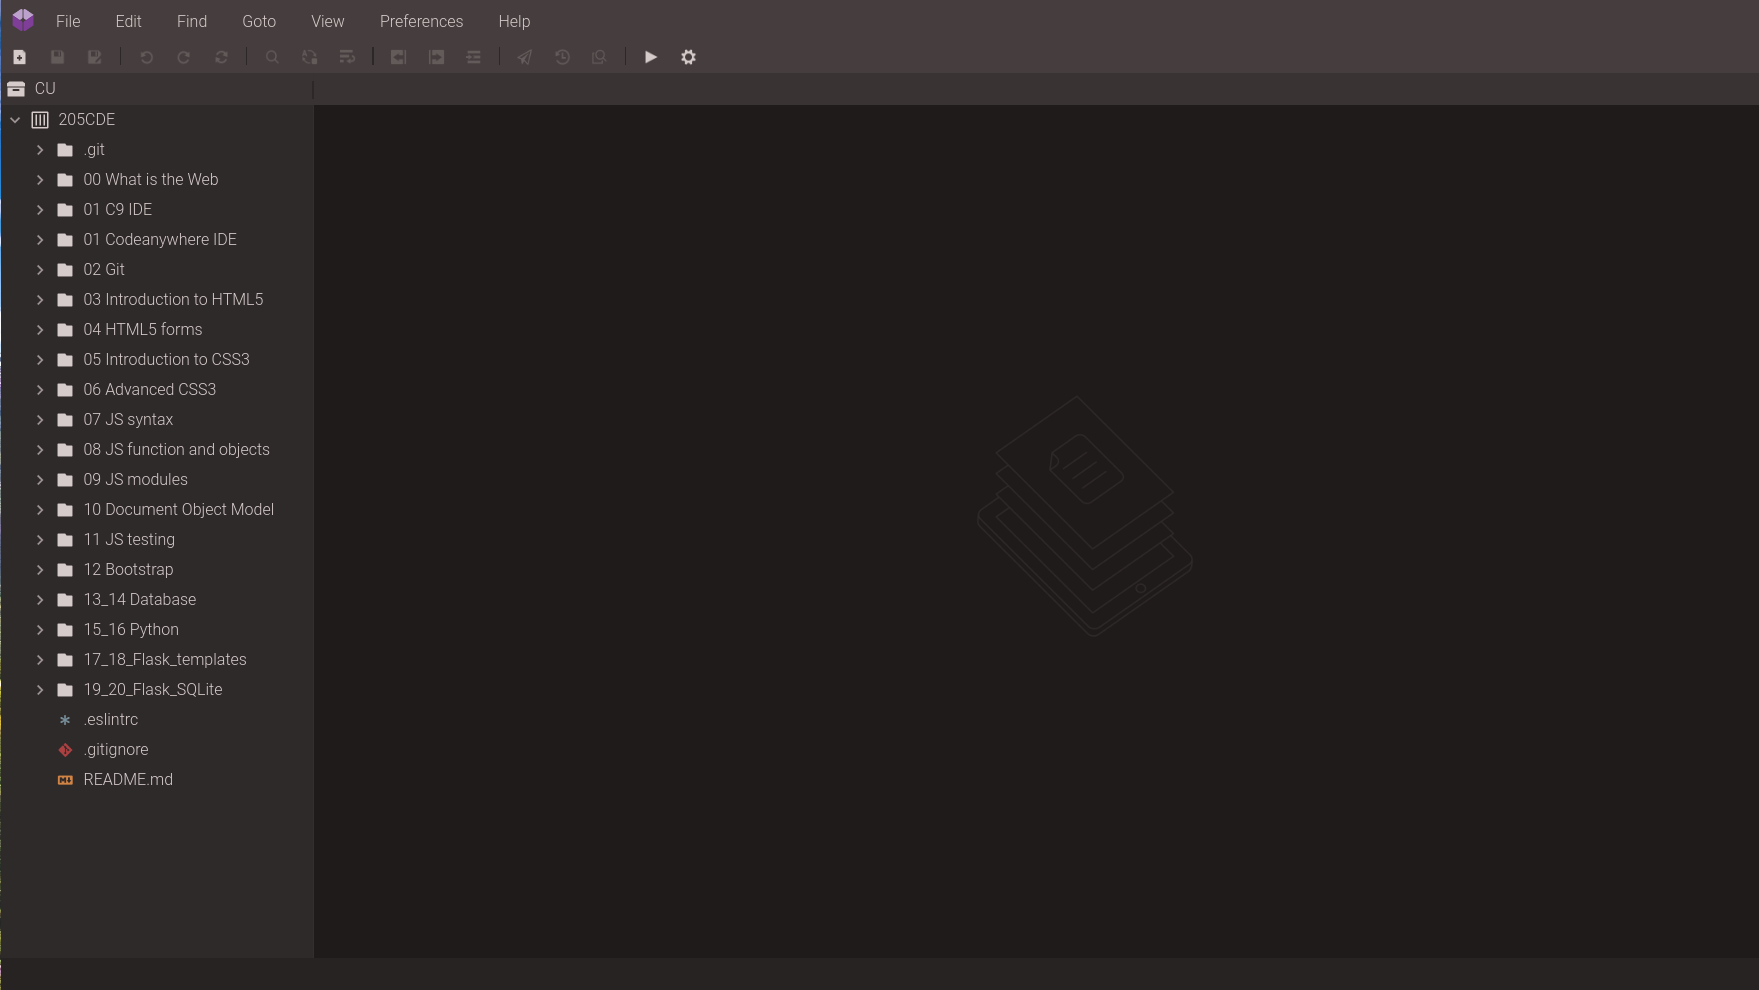 File Edit Find Goto View Preferences Help
CU
205CDE
.git
00 What is the Web
01 C9 IDE
01 Codeanywhere IDE
02 Git
03 Introduction to HTML5
04 HTML5 forms
05 Introduction to CSS3
06 Advanced CSS3
07 JS syntax
08 JS function and objects
09 JS modules
10 Document Object Model
11 JS testing
12 Bootstrap
13_14 Database
15_16 Python
17_18_Flask_templates
19_20_Flask_SQLite
.eslintrc
.gitignore
README.md